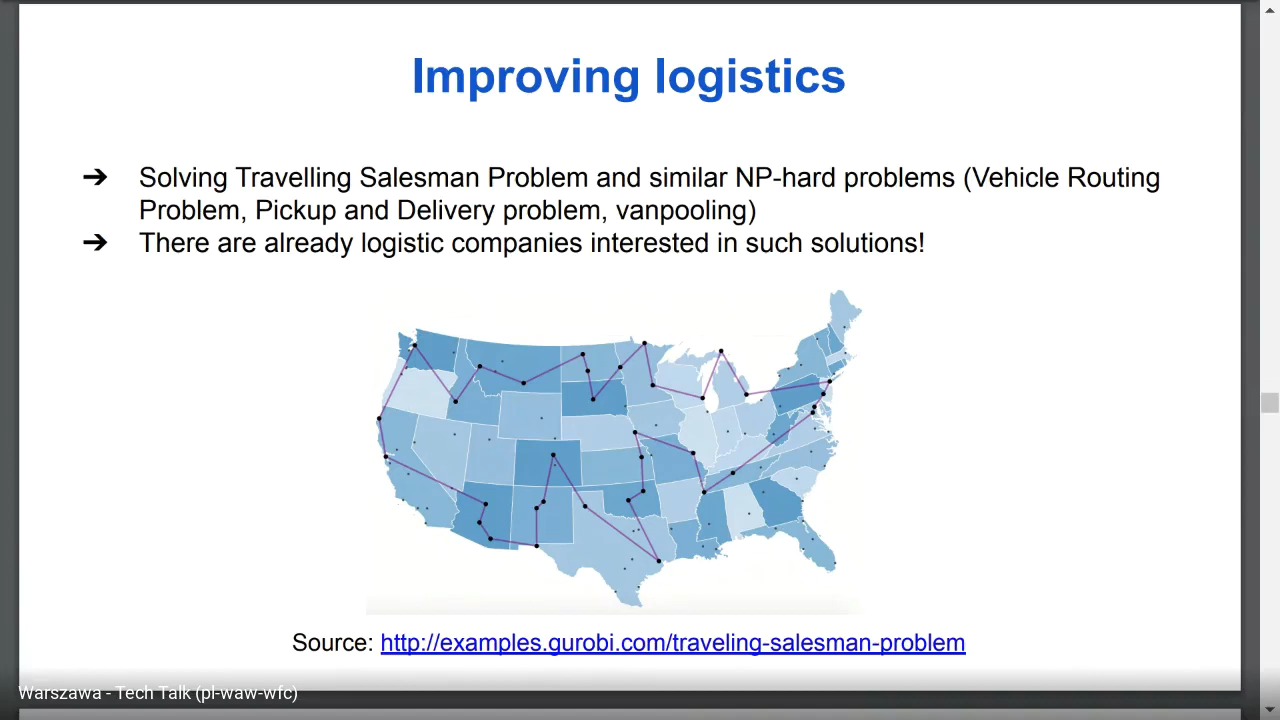 Improving logistics
➔ Solving Travelling Salesman Problem and similar NP-hard problems (Vehicle Routing
Problem, Pickup and Delivery problem, vanpooling)
➔ There are already logistic companies interested in such solutions!
Source: http://examples.gurobi.com/traveling-salesman-problem
Warszawa - Tech Talk (pl-waw-wfc)